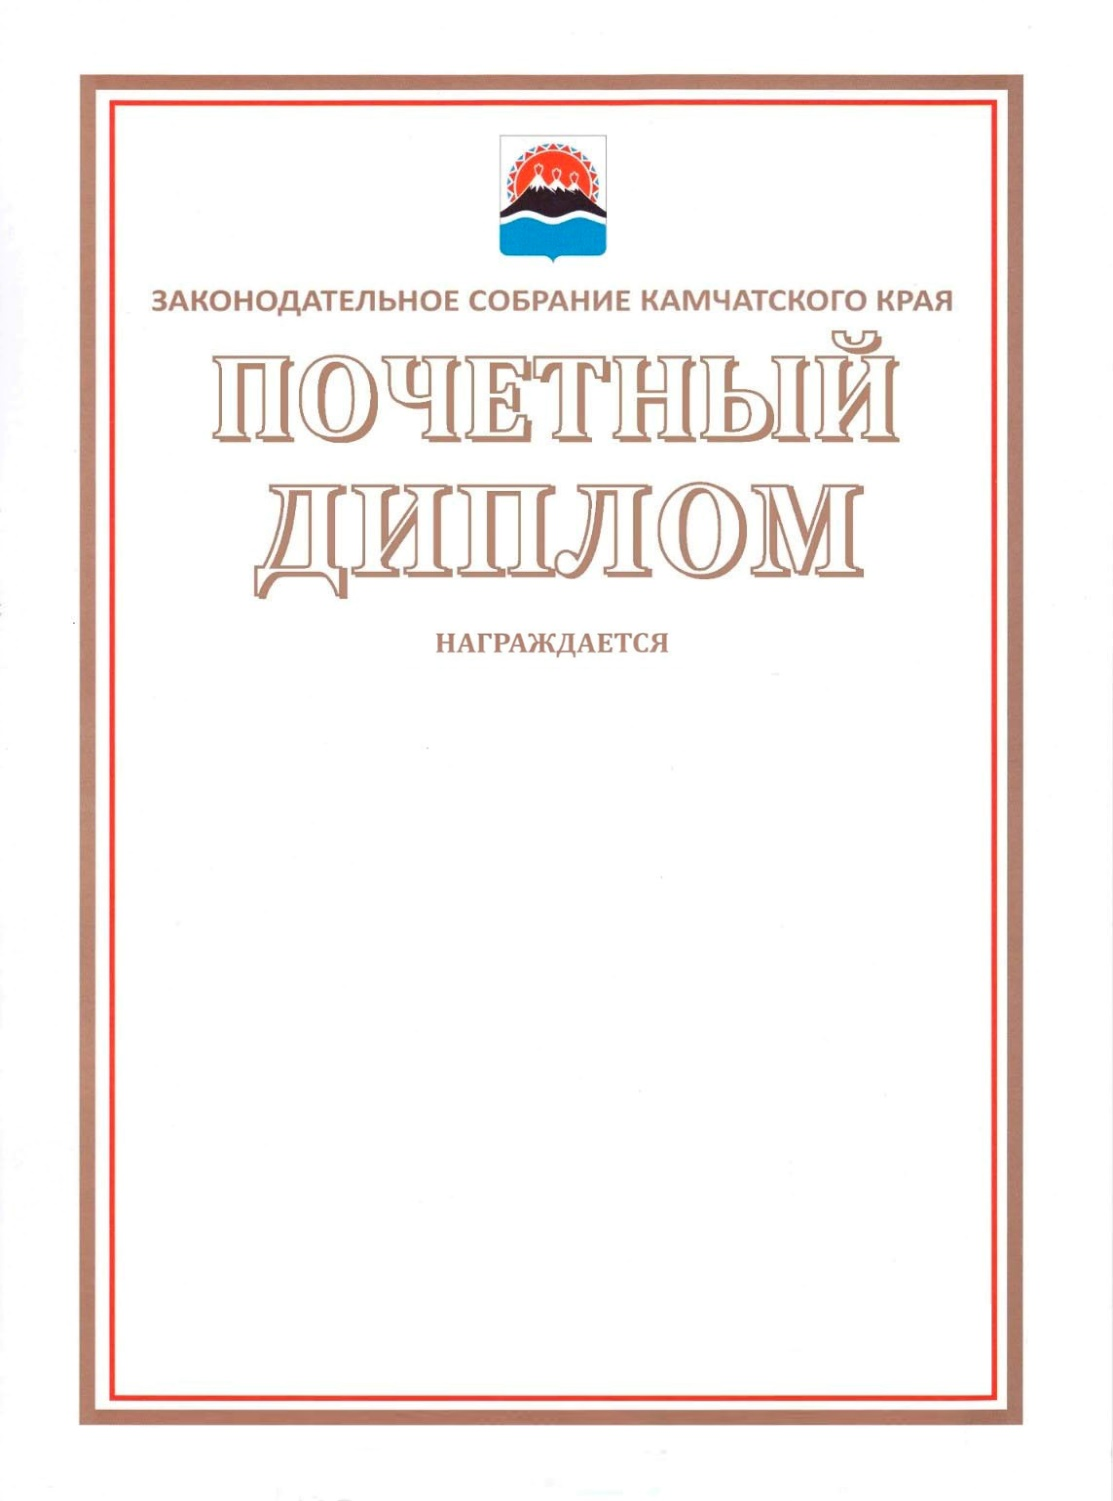 ЗАКОНОДАТЕЛЬНОЕ СОБРАНИЕ КАМЧАТСКОГО КРАЯ
ПОЧЕТНЫЙ
ДИПЛОМ
НАГРАЖДАЕТСЯ